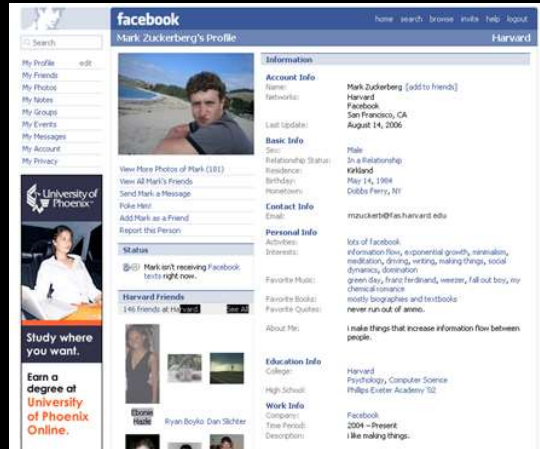 facebook
home search browse invite help logout
Search
Mark Zuckerberg's Profile
Harvard
My Profile edit
My Friends
My Photos
My Notes
My Groups
My Events
My Messages
My Account
My Privacy
University of
Phoenix
Study where
you want.
Earn a
degree at
University
of Phoenix
Online.
View More Photos of Mark (101)
View All Mark's Friends
Send Mark a Message
Poke Him!
Add Mark as a Friend
Report this Person
Status
Mark isn't receiving Facebook
texts right now.
Harvard Friends
146 friends at Harvard. See All
Ebonie
Hazle
Ryan Boyko
Dan Slichter
Information
Account Info
Name: Mark Zuckerberg [add to friends]
Networks: Harvard
Facebook
San Francisco, CA
Last Update: August 14, 2006
Basic Info
Sex: Male
Relationship Status: In a Relationship
Residence: Kirkland
Birthday: May 14, 1984
Hometown: Dobbs Ferry, NY
Contact Info
Email: mzuckerb@fas.harvard.edu
Personal Info
Activities: lots of facebook.
Interests: information flow, exponential growth, minimalism,
meditation, driving, writing, making things, social
dynamics, domination
Favorite Music: green day, franz ferdinand, weezer, fall out boy, my
chemical romance
Favorite Books: mostly biographies and textbooks
Favorite Quotes: never run out of ammo.
About Me: i make things that increase information flow between
people.
Education Info
College: Harvard
Psychology, Computer Science
High School: Phillips Exeter Academy '02
Work Info
Company: Facebook
Time Period: 2004 – Present
Description: i like making things.